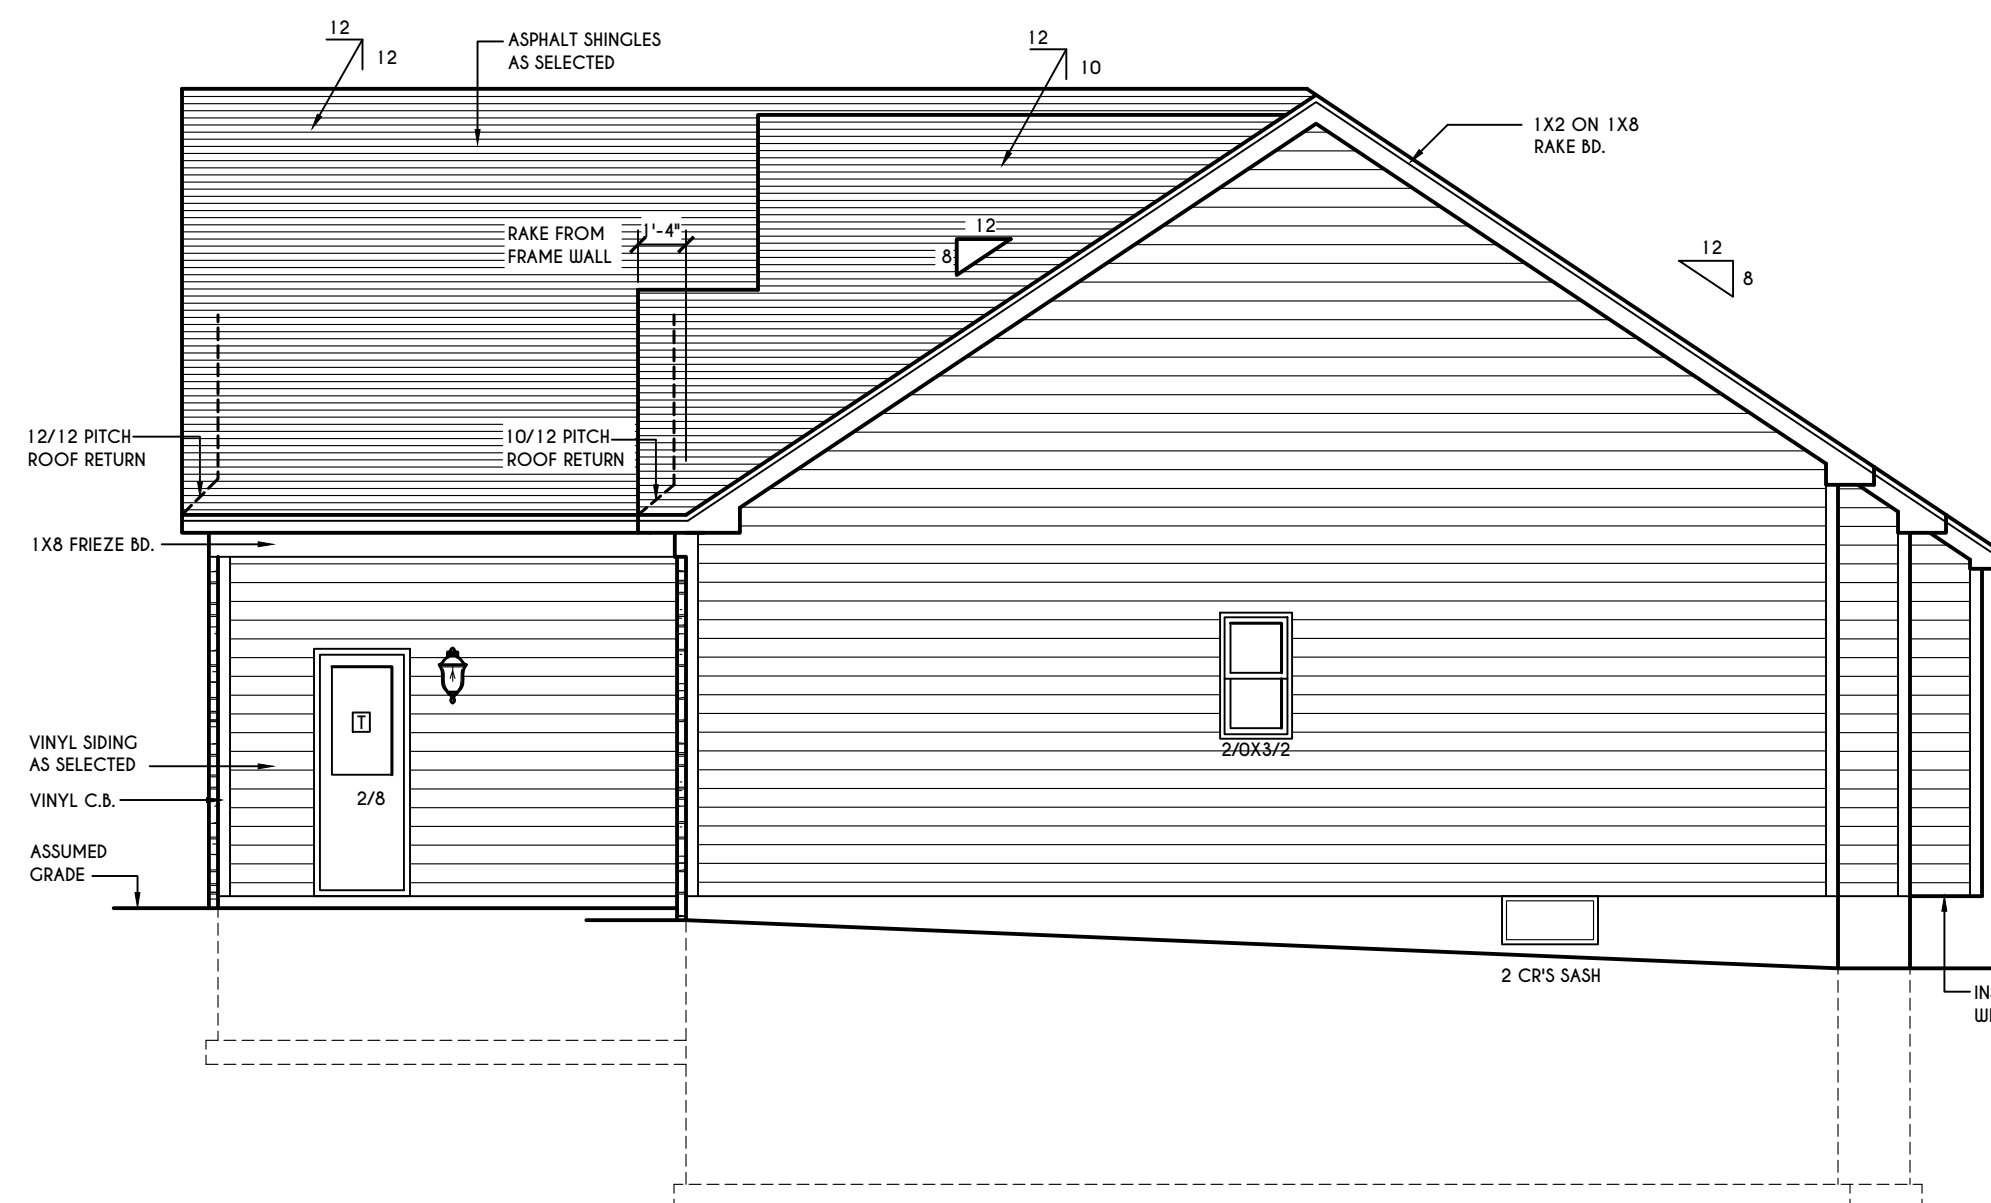 12
12
ASPHALT SHINGLES
AS SELECTED
12
10
1X2 ON 1X8
RAKE BD.
RAKE FROM
FRAME WALL
1'-4"
12
8
12
8
12/12 PITCH
ROOF RETURN
10/12 PITCH
ROOF RETURN
1X8 FRIEZE BD.
VINYL SIDING
AS SELECTED
VINYL C.B.
ASSUMED
GRADE
T
2/8
2/0X3/2
2 CR'S SASH